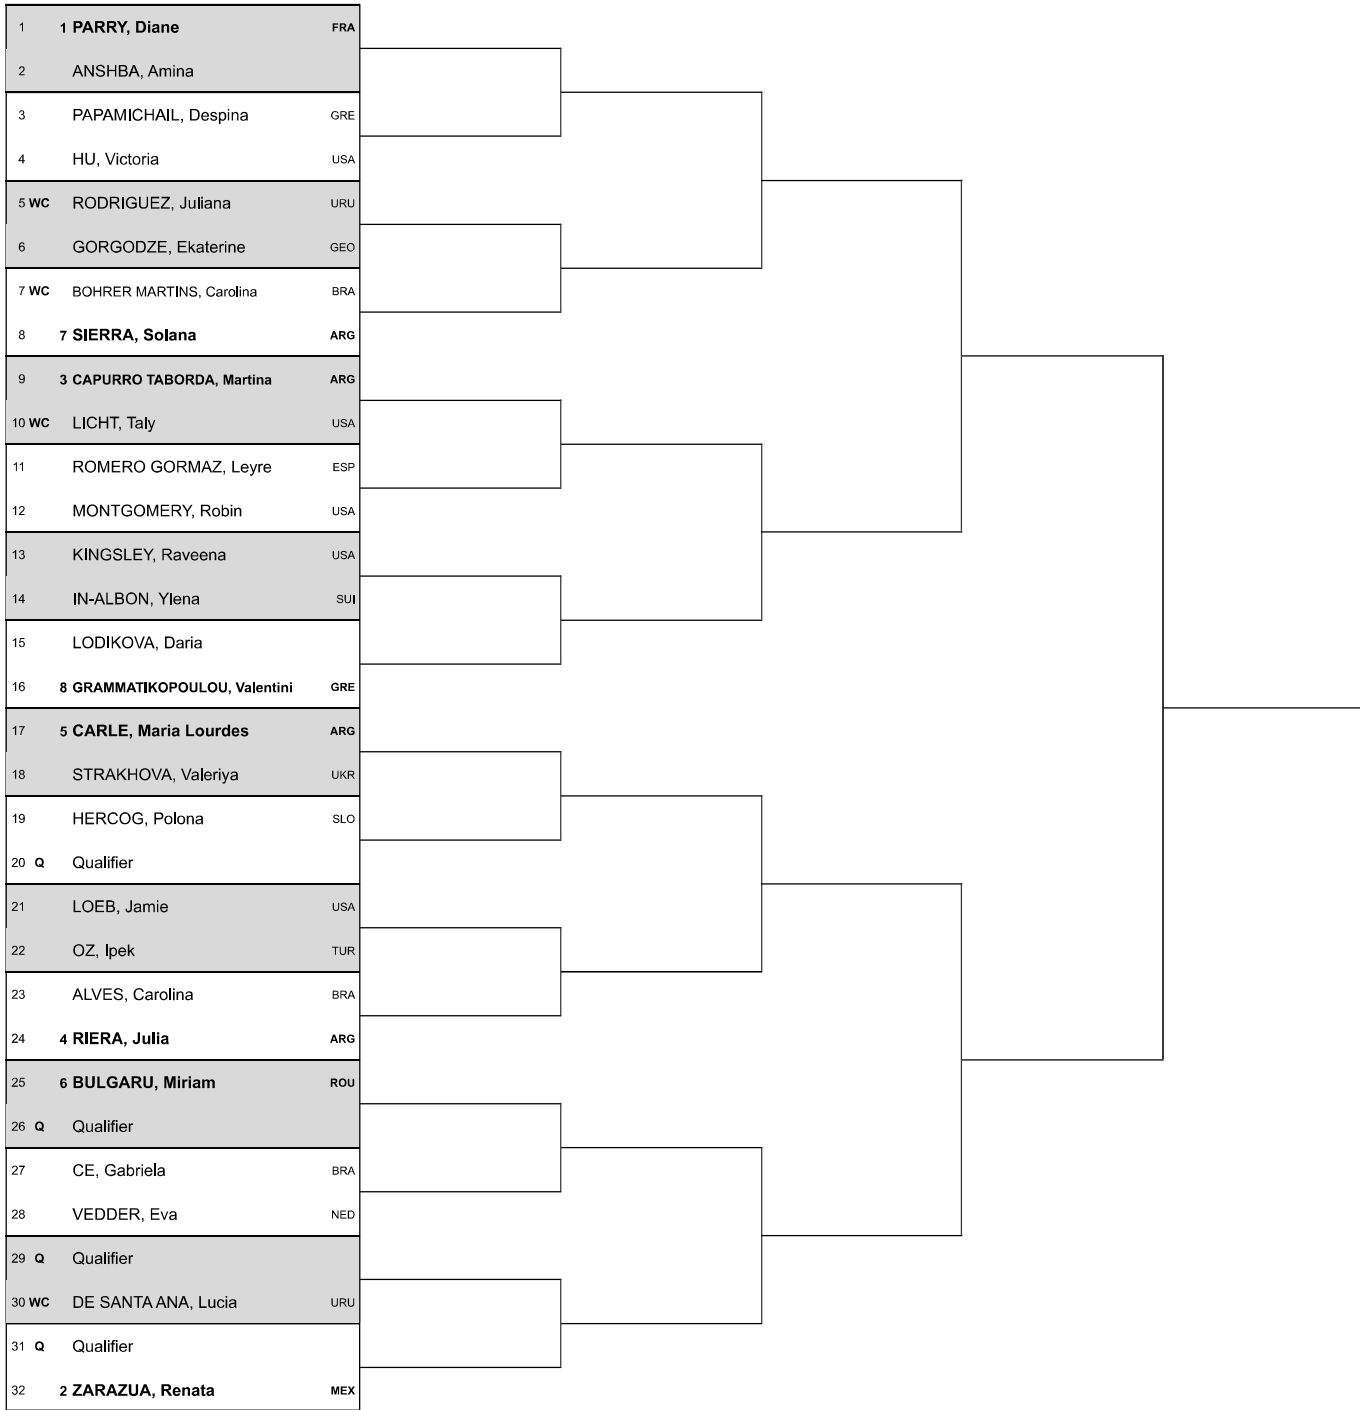 1 1 PARRY, Diane FRA
2 ANSHBA, Amina
3 PAPAMICHAIL, Despina GRE
4 HU, Victoria USA
5 WC RODRIGUEZ, Juliana URU
6 GORGODZE, Ekaterine GEO
7 WC BOHRER MARTINS, Carolina BRA
8 7 SIERRA, Solana ARG
9 3 CAPURRO TABORDA, Martina ARG
10 WC LICHT, Taly USA
11 ROMERO GORMAZ, Leyre ESP
12 MONTGOMERY, Robin USA
13 KINGSLEY, Raveena USA
14 IN-ALBON, Ylena SUI
15 LODIKOVA, Daria
16 8 GRAMMATIKOPOULOU, Valentini GRE
17 5 CARLE, Maria Lourdes ARG
18 STRAKHOVA, Valeriya UKR
19 HERCOG, Polona SLO
20 Q Qualifier
21 LOEB, Jamie USA
22 OZ, Ipek TUR
23 ALVES, Carolina BRA
24 4 RIERA, Julia ARG
25 6 BULGARU, Miriam ROU
26 Q Qualifier
27 CE, Gabriela BRA
28 VEDDER, Eva NED
29 Q Qualifier
30 WC DE SANTA ANA, Lucia URU
31 Q Qualifier
32 2 ZARAZUA, Renata MEX